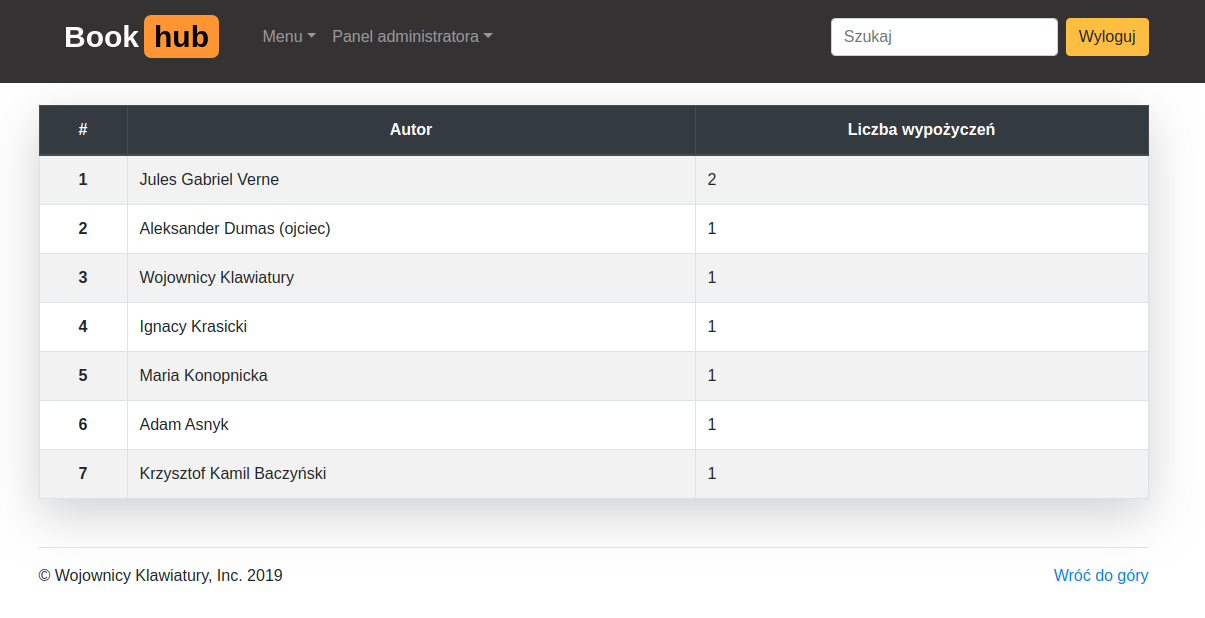 Book hub Menu Panel administratora Szukaj Wyloguj
# Autor Liczba wypożyczeń
1 Jules Gabriel Verne 2
2 Aleksander Dumas (ojciec) 1
3 Wojownicy Klawiatury 1
4 Ignacy Krasicki 1
5 Maria Konopnicka 1
6 Adam Asnyk 1
7 Krzysztof Kamil Baczyński 1
© Wojownicy Klawiatury, Inc. 2019 Wróć do góry